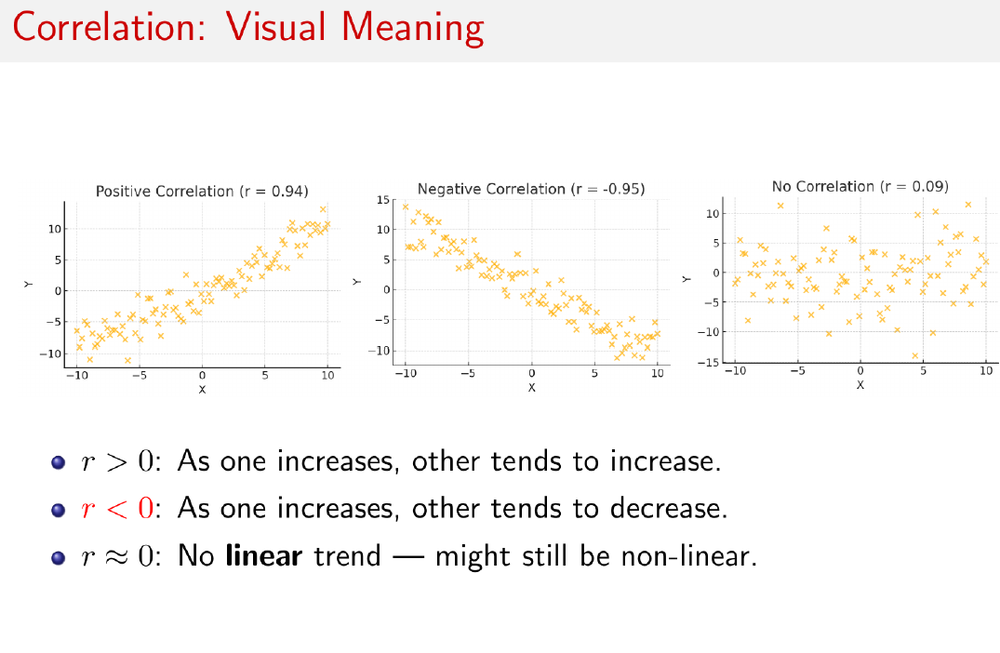 Correlation: Visual Meaning
Positive Correlation (r = 0.94)
10
5
0
−5
−10
Y
−10 −5 0 5 10
X
Negative Correlation (r = -0.95)
15
10
5
0
−5
−10
Y
−10 −5 0 5 10
X
No Correlation (r = 0.09)
10
5
0
−5
−10
−15
Y
−10 −5 0 5 10
X
r > 0: As one increases, other tends to increase.
r < 0: As one increases, other tends to decrease.
r ≈ 0: No linear trend — might still be non-linear.